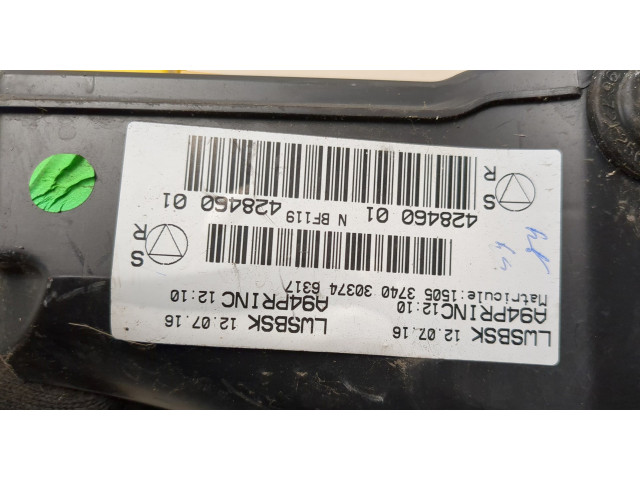 LWSBSK 12.07.16
A94PRINC12:10
Matricule:1505 3740 30374 6317
LWSBSK 12.07.16
A94PRINC 12:10
S R
428460 01
N BF119
428460 01
S R